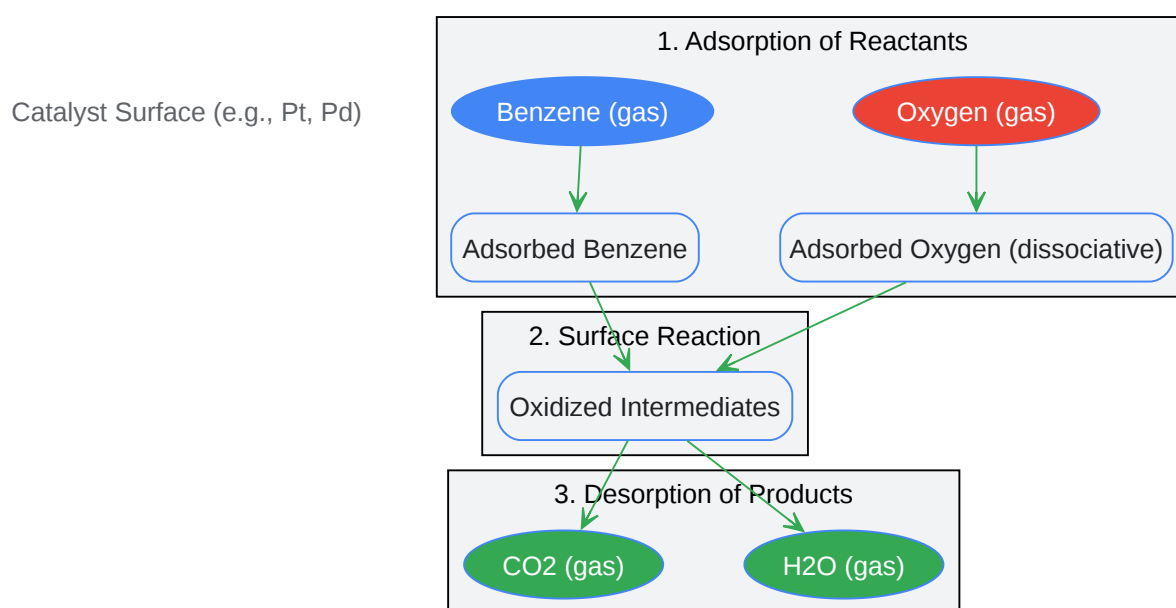 1. Adsorption of Reactants
Catalyst Surface (e.g., Pt, Pd)
Benzene (gas)
Oxygen (gas)
Adsorbed Benzene
Adsorbed Oxygen (dissociative)
2. Surface Reaction
Oxidized Intermediates
3. Desorption of Products
CO2 (gas)
H2O (gas)